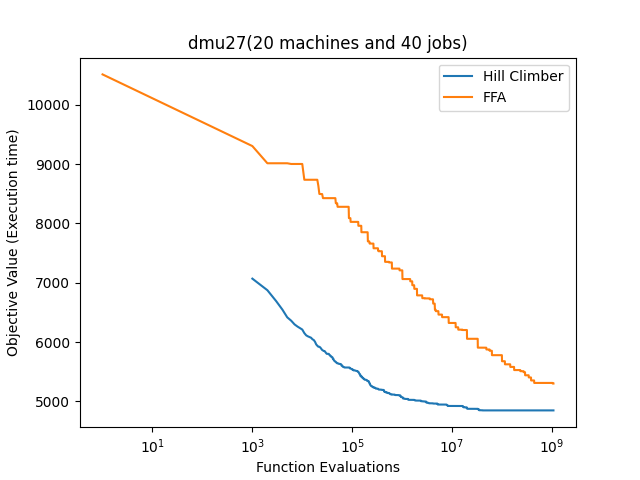 dmu27(20 machines and 40 jobs)
Hill Climber
FFA
Objective Value (Execution time)
10000
9000
8000
7000
6000
5000
10¹
10³
10⁵
10⁷
10⁹
Function Evaluations